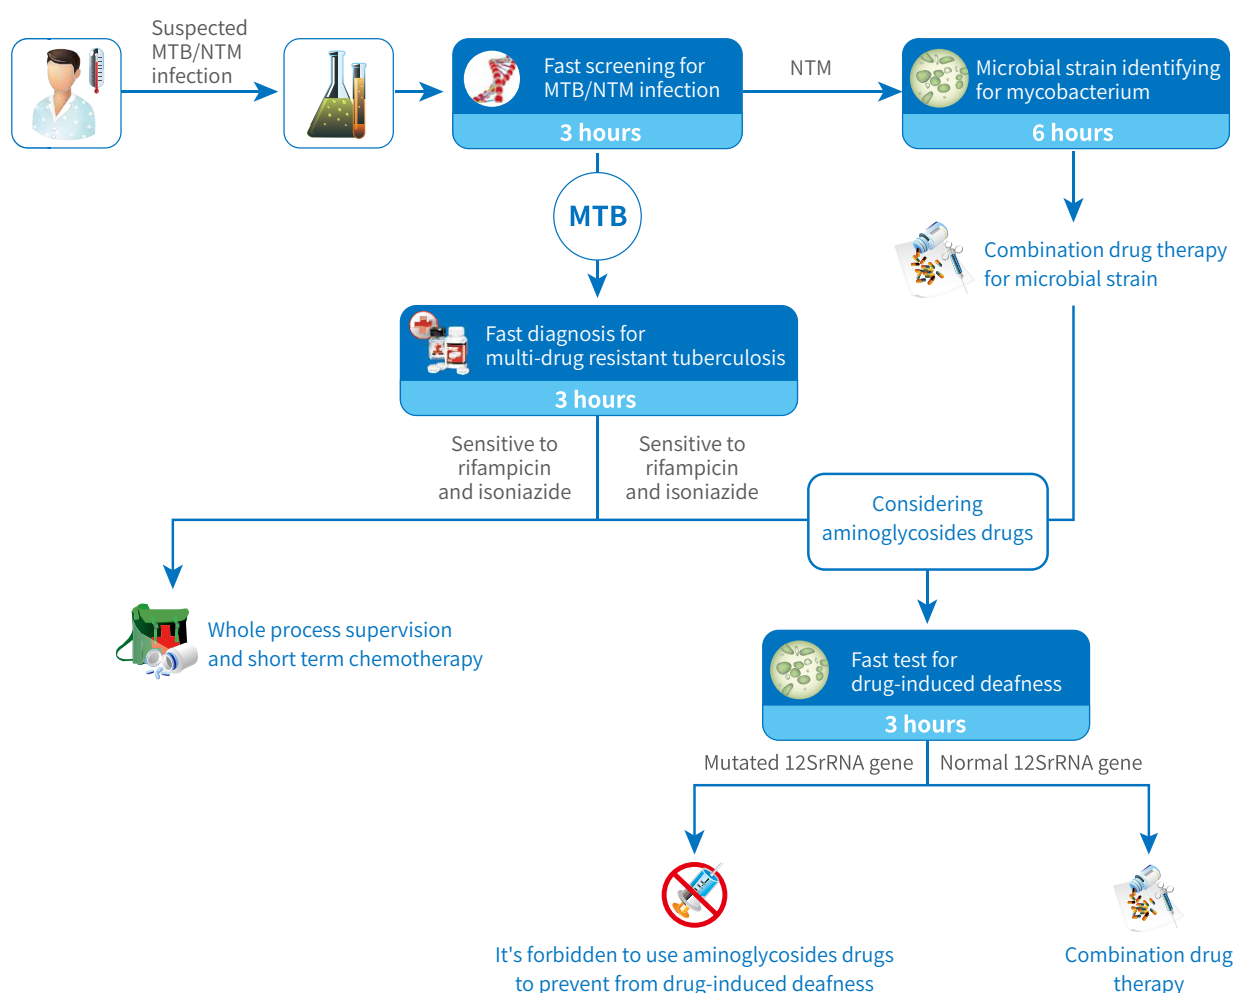 Suspected
MTB/NTM
infection
Fast screening for
MTB/NTM infection
3 hours
NTM
Microbial strain identifying
for mycobacterium
6 hours
MTB
Combination drug therapy
for microbial strain
Fast diagnosis for
multi-drug resistant tuberculosis
3 hours
Sensitive to
rifampicin
and isoniazide
Sensitive to
rifampicin
and isoniazide
Considering
aminoglycosides drugs
Whole process supervision
and short term chemotherapy
Fast test for
drug-induced deafness
3 hours
Mutated 12SrRNA gene
Normal 12SrRNA gene
It's forbidden to use aminoglycosides drugs
to prevent from drug-induced deafness
Combination drug
therapy